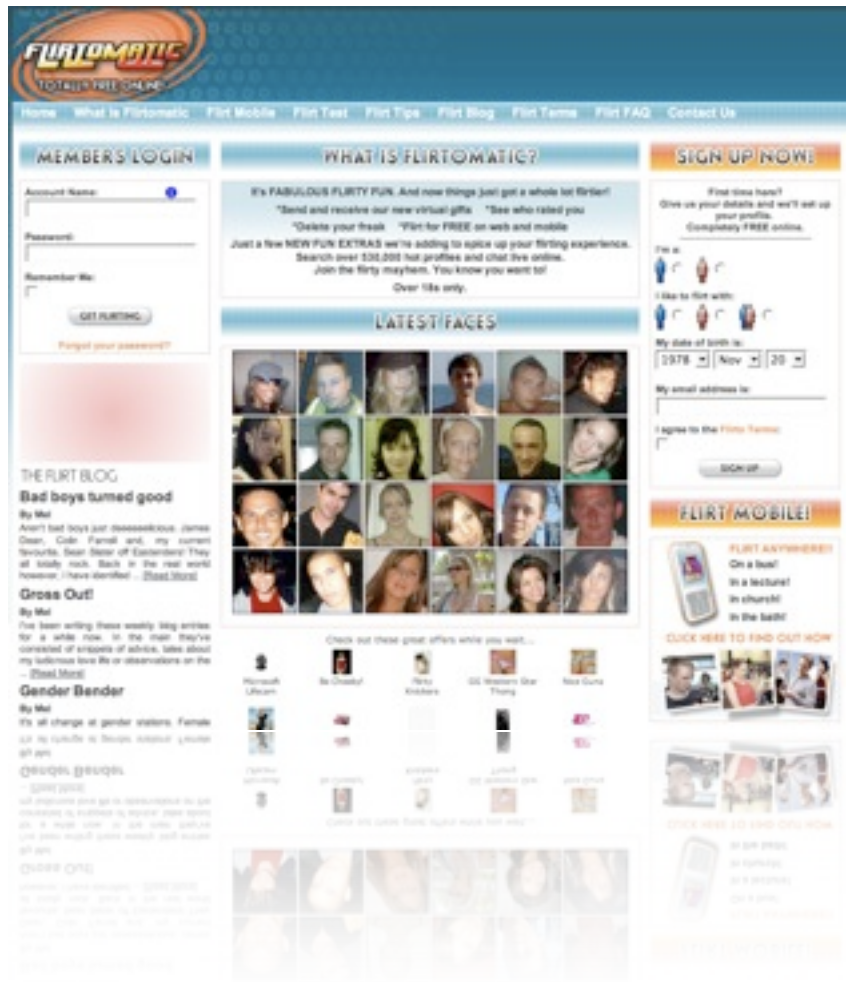 FLIRTOMATIC
TOTALLY FREE ONLINE!
Home What Is Flirtomatic Flirt Mobile Flirt Test Flirt Tips Flirt Blog Flirt Terms Flirt FAQ Contact Us
MEMBERS LOGIN
Account Name:
Password:
Remember Me:
GET FLIRTING
Forgot your password?
THE FLIRT BLOG
Bad boys turned good
By Mel
Aren't bad boys just James
Dean, Colin Farrell and, my current
favourite, Sean Slater off Eastenders! They
all totally rock. Back in the real world
however, I have identified ... [Read More]
Gross Out!
By Mel
I've been writing these weekly blog entries
for a while now. In the main they've
consisted of snippets of advice, tales about
my ludicrous love life or observations on the
... [Read More]
Gender Bender
By Mel
It's all change at gender stations. Female
WHAT IS FLIRTOMATIC?
It's FABULOUS FLIRTY FUN. And now things just got a whole lot flirtier!
*Send and receive our new virtual gifts *See who rated you
*Delete your freak *Flirt for FREE on web and mobile
Just a few NEW FUN EXTRAS we're adding to spice up your flirting experience.
Search over 530,000 hot profiles and chat live online.
Join the flirty mayhem. You know you want to!
Over 18s only.
LATEST FACES
Check out these great offers while you wait....
Microsoft
Lifecam
Be Cheeky!
Flirty
Knickers
Western Star
Thong
Nice Guns
SIGN UP NOW!
First time here?
Give us your details and we'll set up
your profile.
Completely FREE online.
I'm a:
I like to flirt with:
My date of birth is:
1978 Nov 20
My email address is:
I agree to the Flirto Terms:
SIGN UP
FLIRT MOBILE!
FLIRT ANYWHERE!!
On a bus!
In a lecture!
In church!
In the bath!
CLICK HERE TO FIND OUT HOW